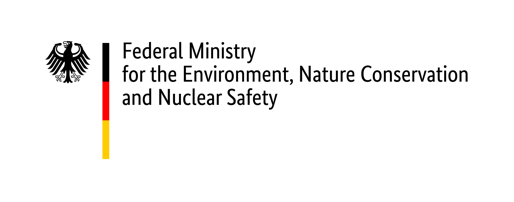 Federal Ministry
for the Environment, Nature Conservation
and Nuclear Safety